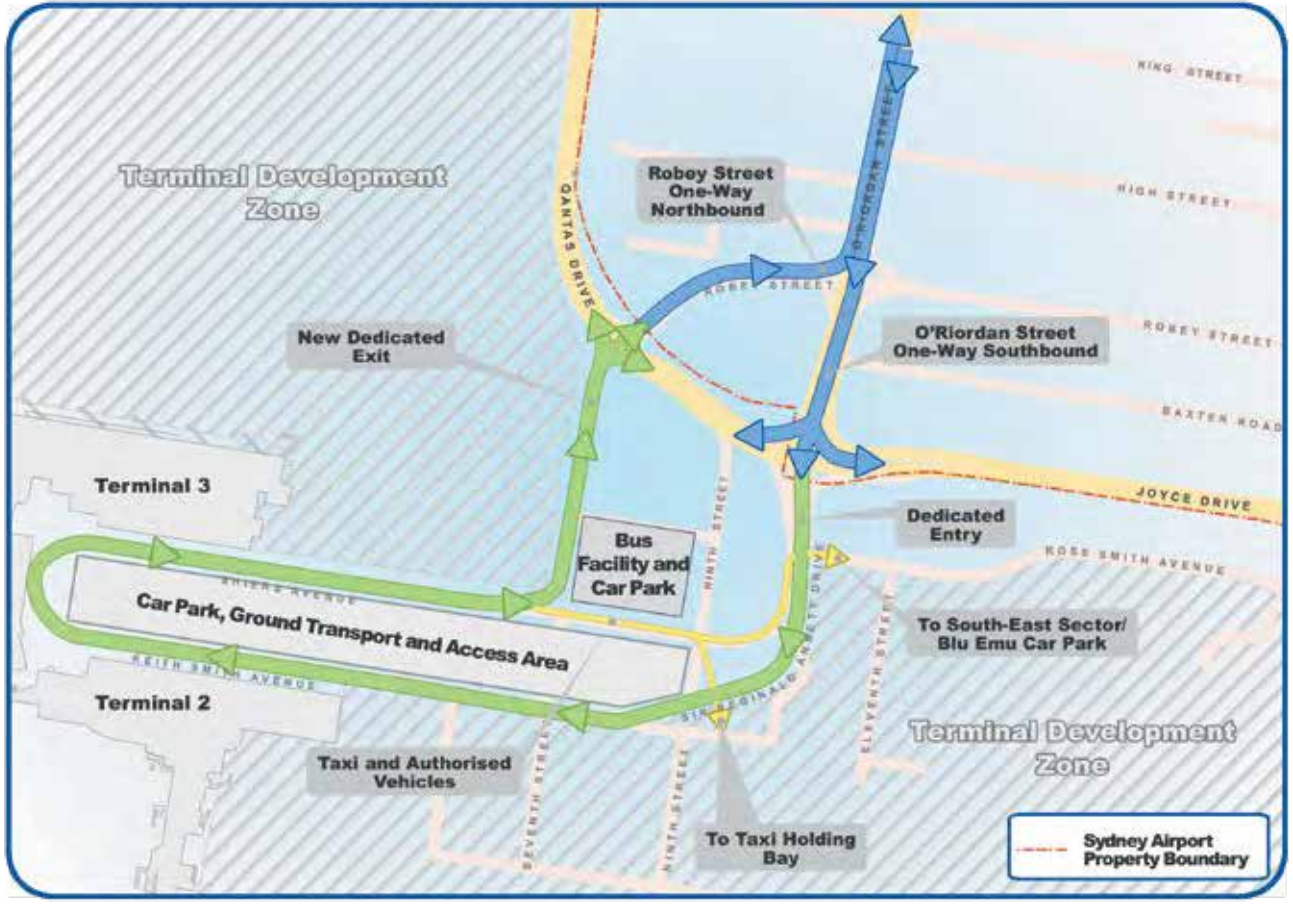 KING STREET
Terminal Development
Zone
Robey Street
One-Way
Northbound
O'RIORDAN STREET
HIGH STREET
QANTAS DRIVE
ROBEY STREET
New Dedicated
Exit
O'Riordan Street
One-Way Southbound
ROBEY STREET
BAXTER ROAD
Terminal 3
JOYCE DRIVE
Bus
Facility and
Car Park
NINTH STREET
Dedicated
Entry
ROSS SMITH AVENUE
SHIERS AVENUE
Car Park, Ground Transport and Access Area
SIR REGINALD ANSETT DRIVE
To South-East Sector/
Blu Emu Car Park
KEITH SMITH AVENUE
Terminal 2
ELEVENTH STREET
Terminal Development
Zone
Taxi and Authorised
Vehicles
SEVENTH STREET
NINTH STREET
To Taxi Holding
Bay
Sydney Airport
Property Boundary